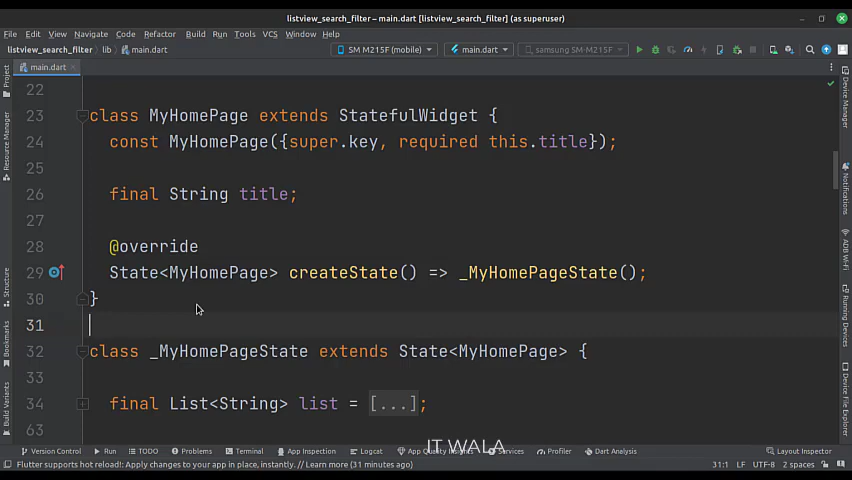 listview_search_filter – main.dart [listview_search_filter] (as superuser)
File Edit View Navigate Code Refactor Build Run Tools VCS Window Help
listview_search_filter lib main.dart SM M215F (mobile) main.dart samsung SM-M215F
main.dart
22
23 class MyHomePage extends StatefulWidget {
24 const MyHomePage({super.key, required this.title});
25
26 final String title;
27
28 @override
29 State<MyHomePage> createState() => _MyHomePageState();
30 }
31
32 class _MyHomePageState extends State<MyHomePage> {
33
34 final List<String> list = [...];
63
Project
Resource Manager
Structure
Bookmarks
Build Variants
Device Manager
Notifications
ADB Wi-Fi
Running Devices
Device File Explorer
IT WALA
Version Control Run TODO Problems Terminal App Inspection Logcat App Quality Insights Services Profiler Dart Analysis Layout Inspector
Flutter supports hot reload!: Apply changes to your app in place, instantly. // Learn more (31 minutes ago) 31:1 LF UTF-8 2 spaces